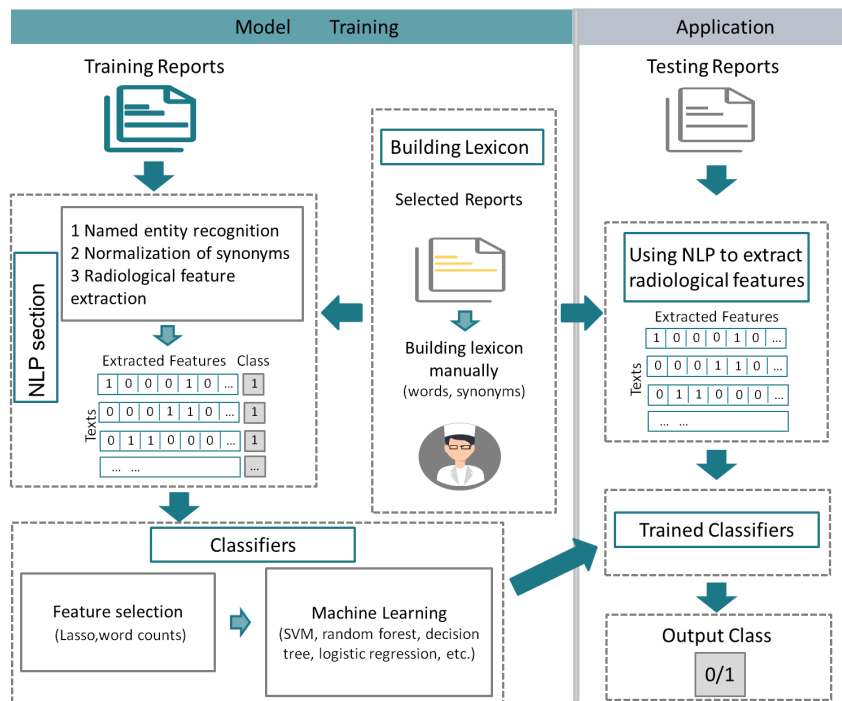 Model Training
Application
Training Reports
Testing Reports
Building Lexicon
Selected Reports
Building lexicon
manually
(words, synonyms)
NLP section
1 Named entity recognition
2 Normalization of synonyms
3 Radiological feature
extraction
Extracted Features Class
Texts
1 0 0 0 1 0 ... 1
0 0 0 1 1 0 ... 1
0 1 1 0 0 0 ... 1
... ... ...
Using NLP to extract
radiological features
Extracted Features
Texts
1 0 0 0 1 0 ...
0 0 0 1 1 0 ...
0 1 1 0 0 0 ...
... ...
Classifiers
Feature selection
(Lasso,word counts)
Machine Learning
(SVM, random forest, decision
tree, logistic regression, etc.)
Trained Classifiers
Output Class
0/1